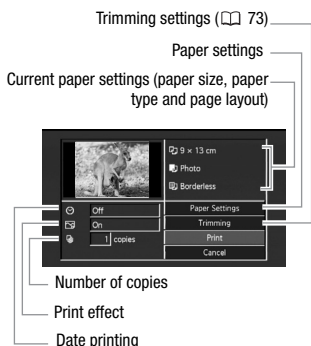 Trimming settings ( 73)
Paper settings
Current paper settings (paper size, paper
type and page layout)
9 × 13 cm
Photo
Borderless
Off
Paper Settings
On
Trimming
1 copies
Print
Cancel
Number of copies
Print effect
Date printing